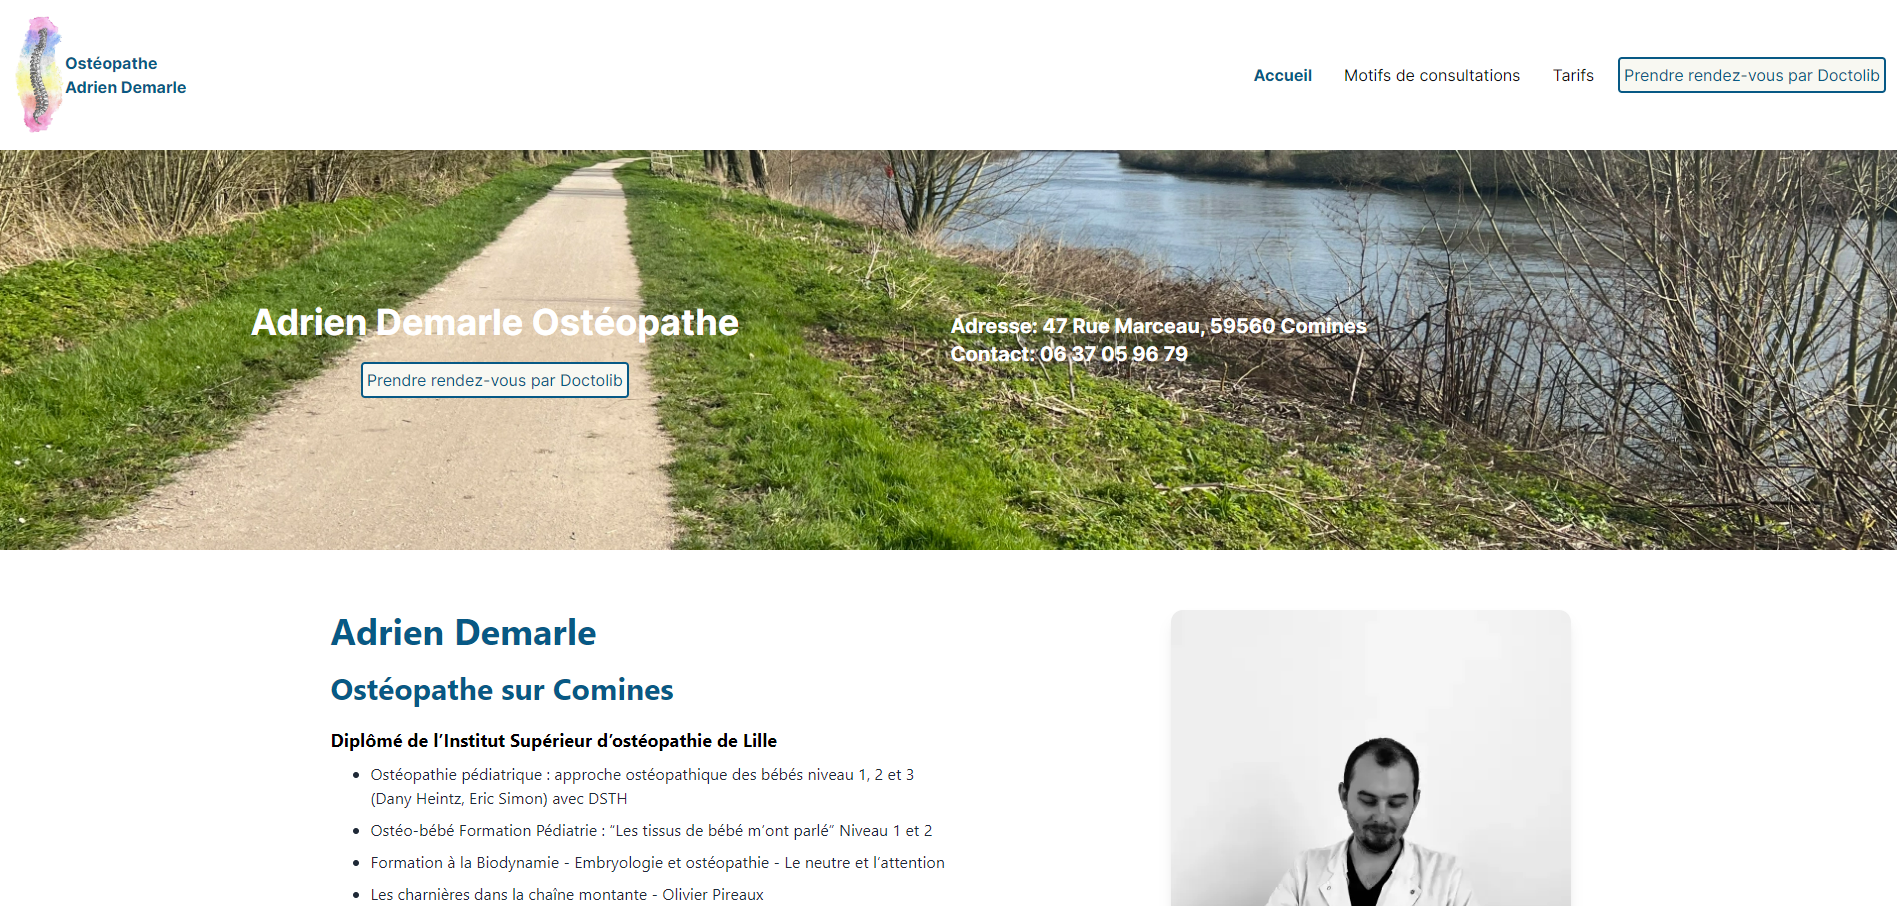 Ostéopathe
Adrien Demarle
Accueil
Motifs de consultations
Tarifs
Prendre rendez-vous par Doctolib
Adrien Demarle Ostéopathe
Prendre rendez-vous par Doctolib
Adresse: 47 Rue Marceau, 59560 Comines
Contact: 06 37 05 96 79
Adrien Demarle
Ostéopathe sur Comines
Diplômé de l’Institut Supérieur d’ostéopathie de Lille
Ostéopathie pédiatrique : approche ostéopathique des bébés niveau 1, 2 et 3
(Dany Heintz, Eric Simon) avec DSTH
Ostéo-bébé Formation Pédiatrie : “Les tissus de bébé m’ont parlé” Niveau 1 et 2
Formation à la Biodynamie - Embryologie et ostéopathie - Le neutre et l’attention
Les charnières dans la chaîne montante - Olivier Pireaux